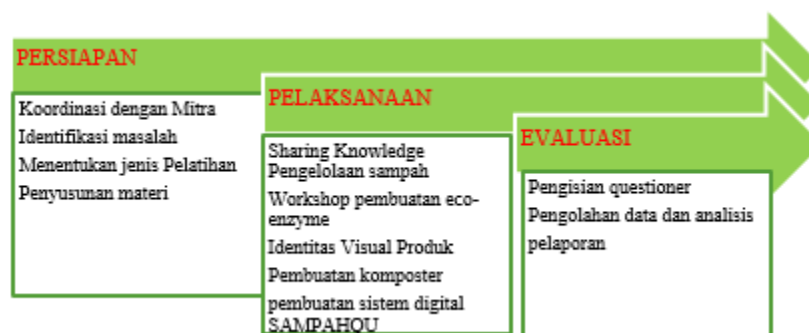 PERSIAPAN
Koordinasi dengan Mitra
Identifikasi masalah
Menentukan jenis Pelatihan
Penyusunan materi
PELAKSANAAN
Sharing Knowledge
Pengelolaan sampah
Workshop pembuatan eco-
enzyme
Identitas Visual Produk
Pembuatan komposter
pembuatan sistem digital
SAMPAHQU
EVALUASI
Pengisian questioner
Pengolahan data dan analisis
pelaporan